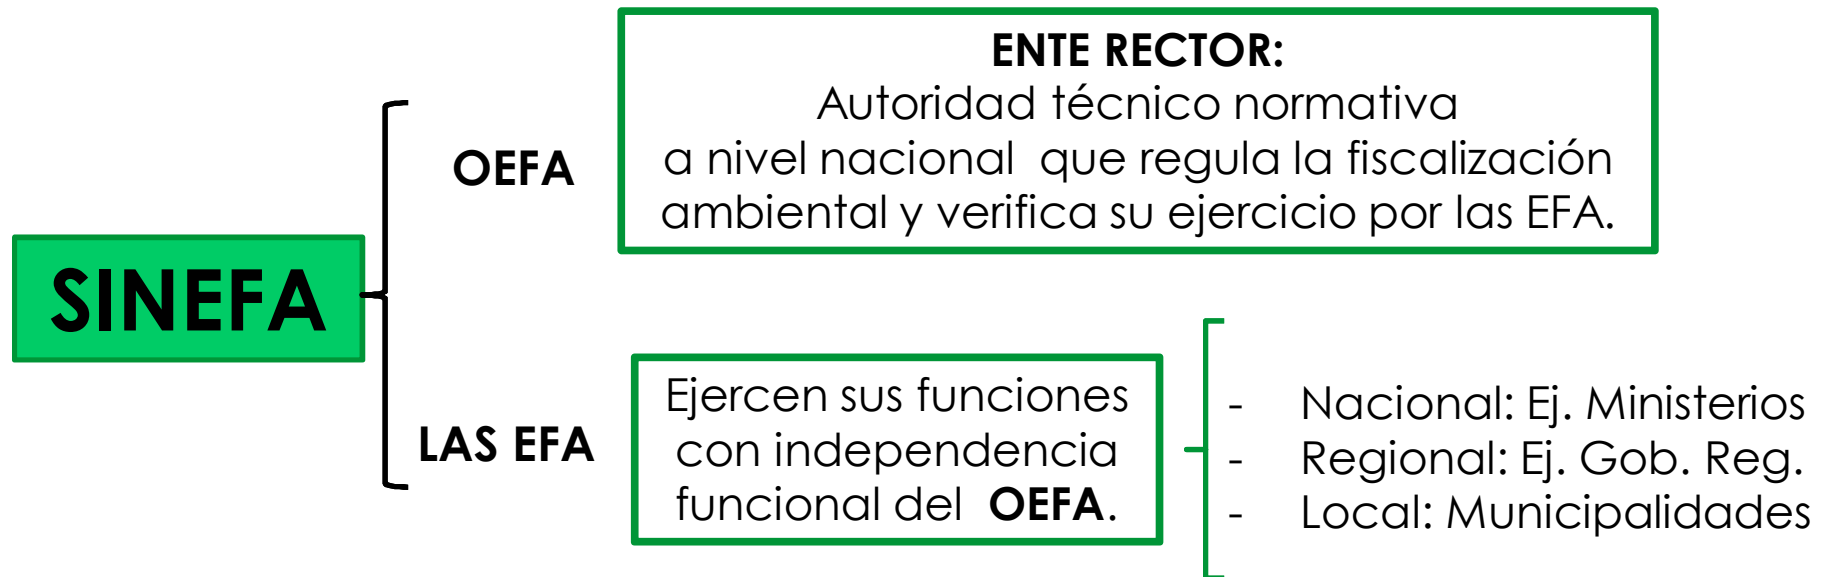 SINEFA
OEFA
ENTE RECTOR:
Autoridad técnico normativa
a nivel nacional que regula la fiscalización
ambiental y verifica su ejercicio por las EFA.
LAS EFA
Ejercen sus funciones
con independencia
funcional del OEFA.
- Nacional: Ej. Ministerios
- Regional: Ej. Gob. Reg.
- Local: Municipalidades